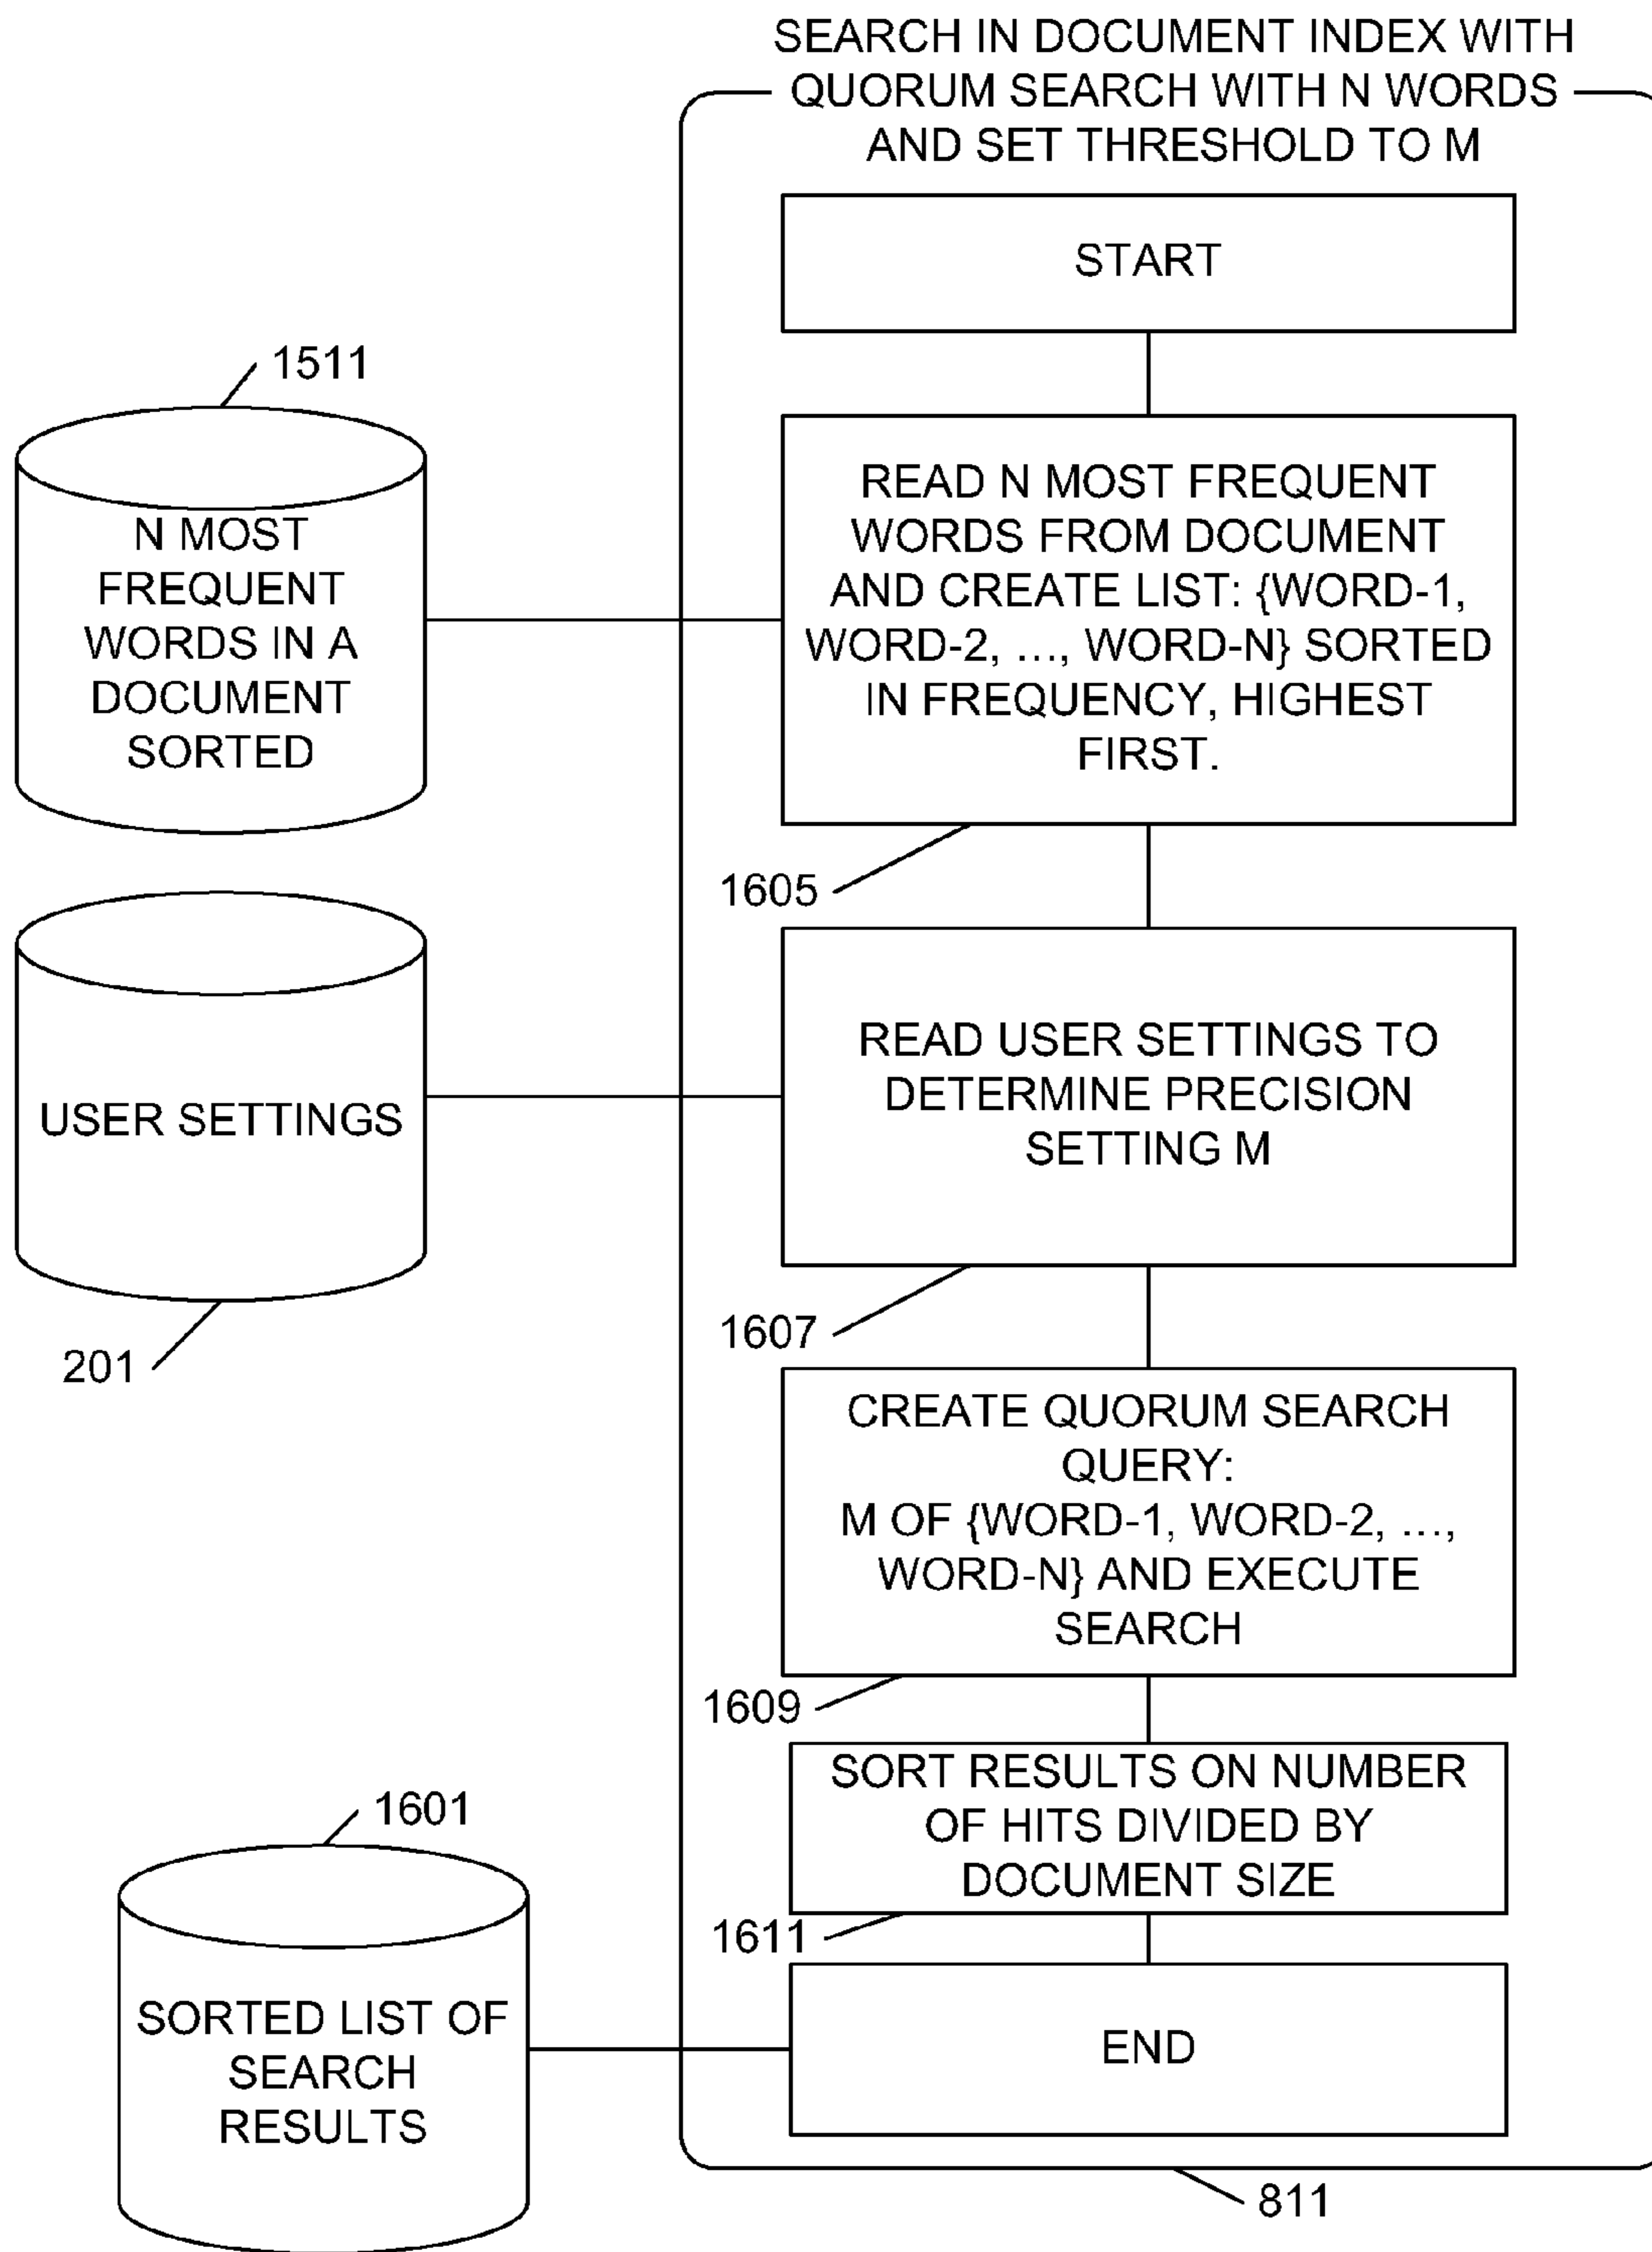 SEARCH IN DOCUMENT INDEX WITH
QUORUM SEARCH WITH N WORDS
AND SET THRESHOLD TO M
START
1511
N MOST
FREQUENT
WORDS IN A
DOCUMENT
SORTED
READ N MOST FREQUENT
WORDS FROM DOCUMENT
AND CREATE LIST: {WORD-1,
WORD-2, ..., WORD-N} SORTED
IN FREQUENCY, HIGHEST
FIRST.
1605
USER SETTINGS
201
READ USER SETTINGS TO
DETERMINE PRECISION
SETTING M
1607
CREATE QUORUM SEARCH
QUERY:
M OF {WORD-1, WORD-2, ...,
WORD-N} AND EXECUTE
SEARCH
1609
SORT RESULTS ON NUMBER
OF HITS DIVIDED BY
DOCUMENT SIZE
1611
1601
SORTED LIST OF
SEARCH
RESULTS
END
811